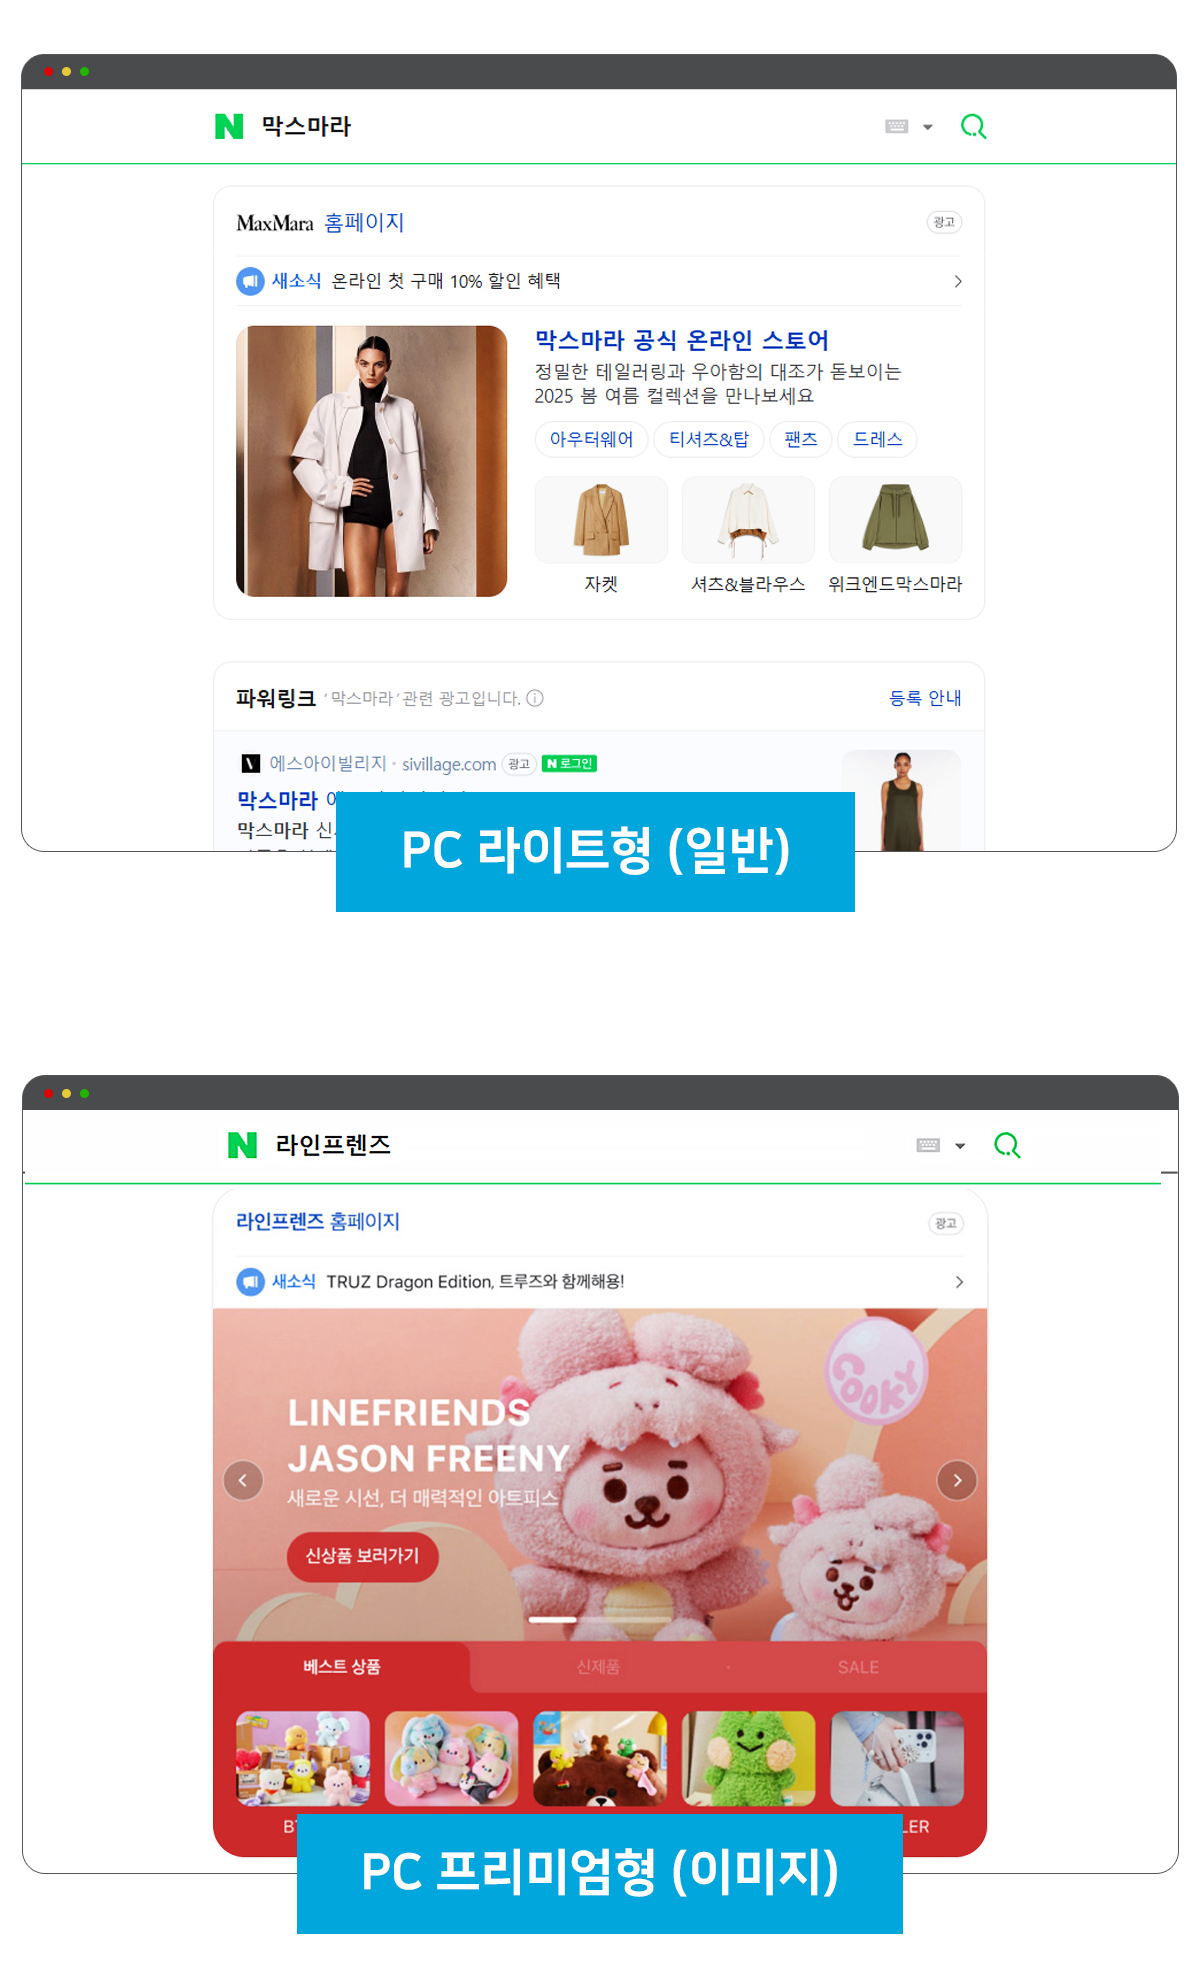 막스마라
MaxMara 홈페이지
광고
새소식 온라인 첫 구매 10% 할인 혜택
막스마라 공식 온라인 스토어
정밀한 테일러링과 우아함의 대조가 돋보이는
2025 봄 여름 컬렉션을 만나보세요
아우터웨어 티셔츠&탑 팬츠 드레스
자켓 셔츠&블라우스 위크엔드막스마라
파워링크 '막스마라' 관련 광고입니다.
등록 안내
에스아이빌리지 · sivillage.com 광고 N 로그인
막스마라
막스마라
PC 라이트형 (일반)
라인프렌즈
라인프렌즈 홈페이지
광고
새소식 TRUZ Dragon Edition, 트루즈와 함께해용!
COOKY
LINEFRIENDS
JASON FREENY
새로운 시선, 더 매력적인 아트피스
신상품 보러가기
베스트 상품 신제품 SALE
PC 프리미엄형 (이미지)